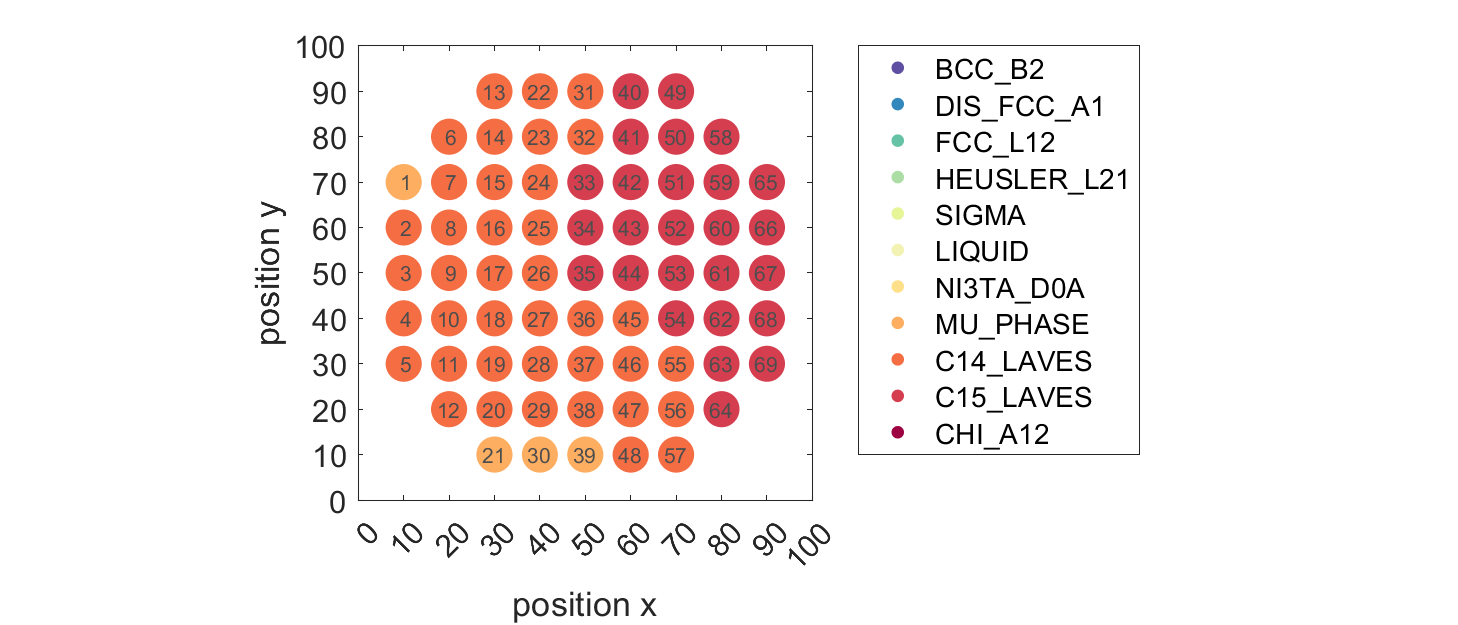 100
90 13 22 31 40 49
80 6 14 23 32 41 50 58
70 1 7 15 24 33 42 51 59 65
60 2 8 16 25 34 43 52 60 66
50 3 9 17 26 35 44 53 61 67
40 4 10 18 27 36 45 54 62 68
30 5 11 19 28 37 46 55 63 69
20 12 20 29 38 47 56 64
10 21 30 39 48 57
0
0 10 20 30 40 50 60 70 80 90 100
position x
position y
BCC_B2
DIS_FCC_A1
FCC_L12
HEUSLER_L21
SIGMA
LIQUID
NI3TA_D0A
MU_PHASE
C14_LAVES
C15_LAVES
CHI_A12